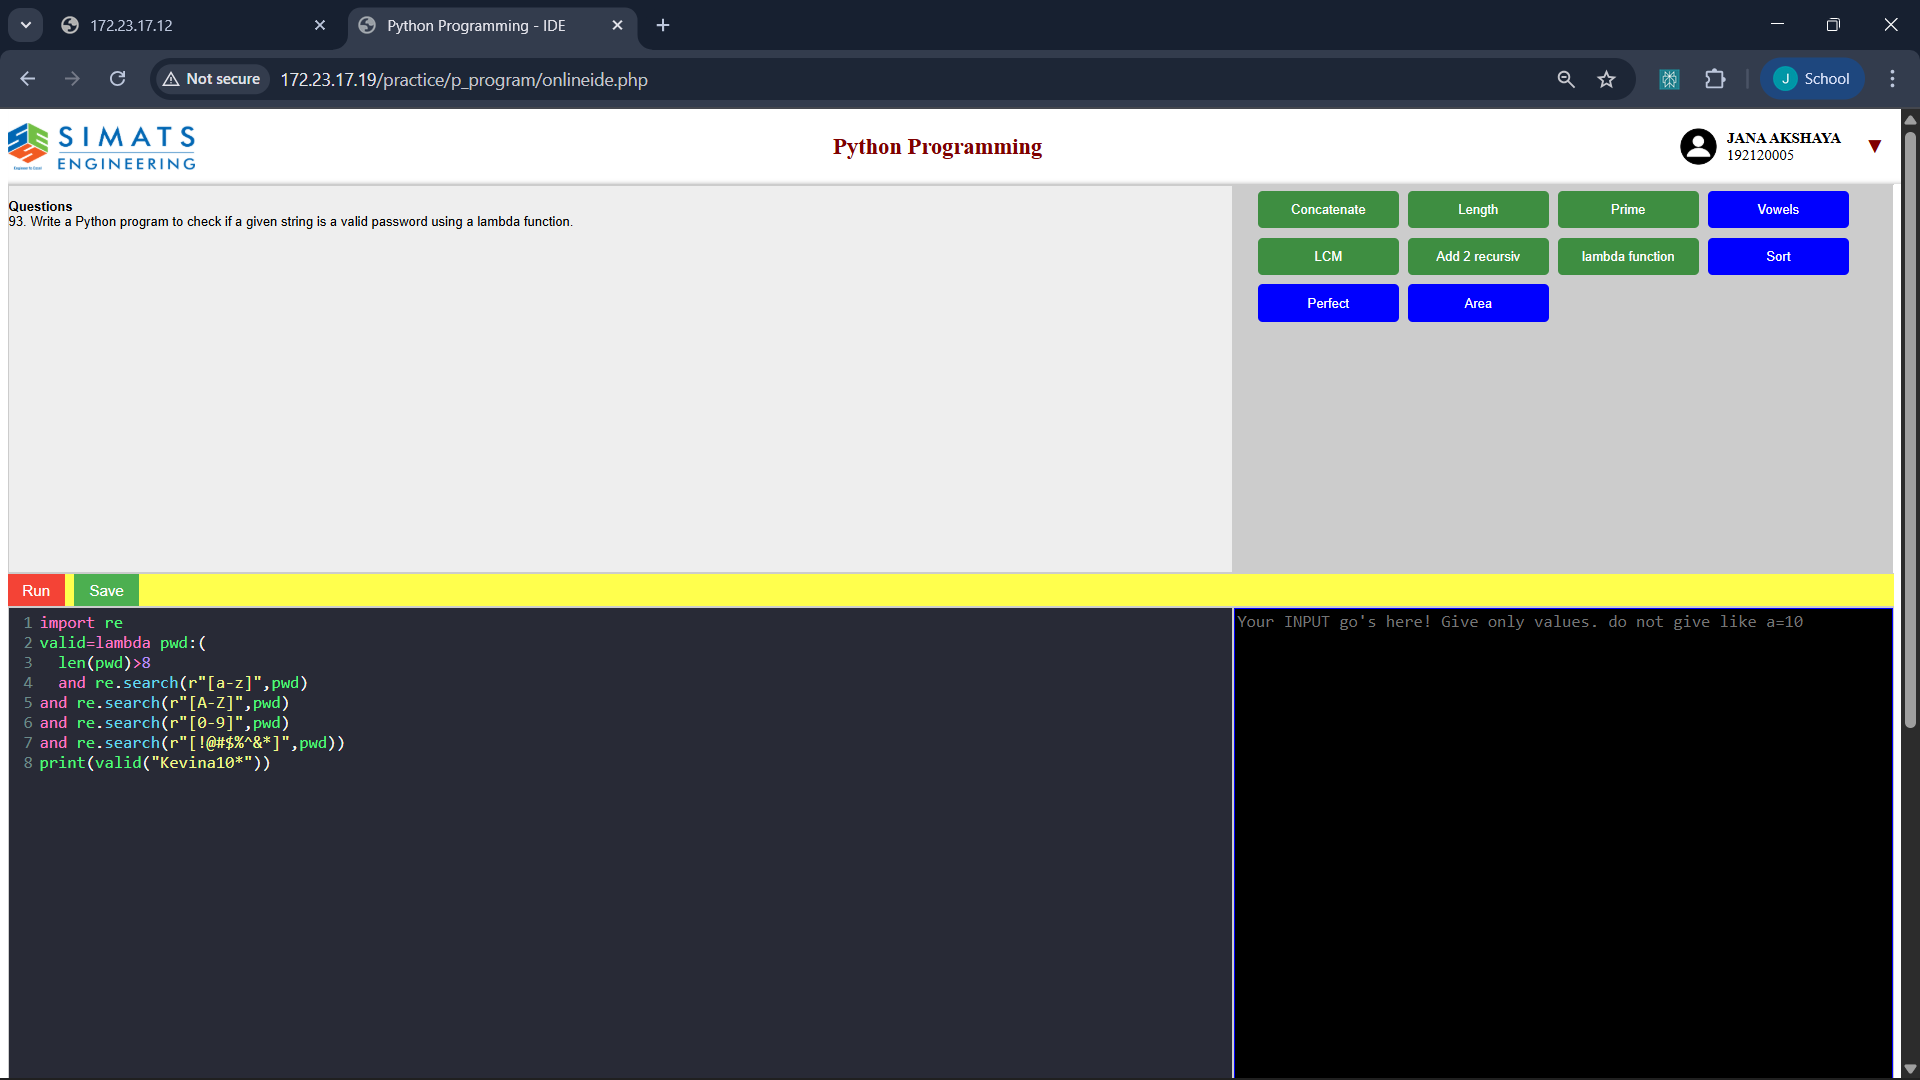 172.23.17.12
Python Programming - IDE
Not secure
172.23.17.19/practice/p_program/onlineide.php
J School
SIMATS
ENGINEERING
Python Programming
JANA AKSHAYA
192120005
Questions
93. Write a Python program to check if a given string is a valid password using a lambda function.
Concatenate
Length
Prime
Vowels
LCM
Add 2 recursiv
lambda function
Sort
Perfect
Area
Run
Save
1 import re
2 valid=lambda pwd:(
3   len(pwd)>8
4   and re.search(r"[a-z]",pwd)
5 and re.search(r"[A-Z]",pwd)
6 and re.search(r"[0-9]",pwd)
7 and re.search(r"[!@#$%^&*]",pwd))
8 print(valid("Kevina10*"))
Your INPUT go's here! Give only values. do not give like a=10